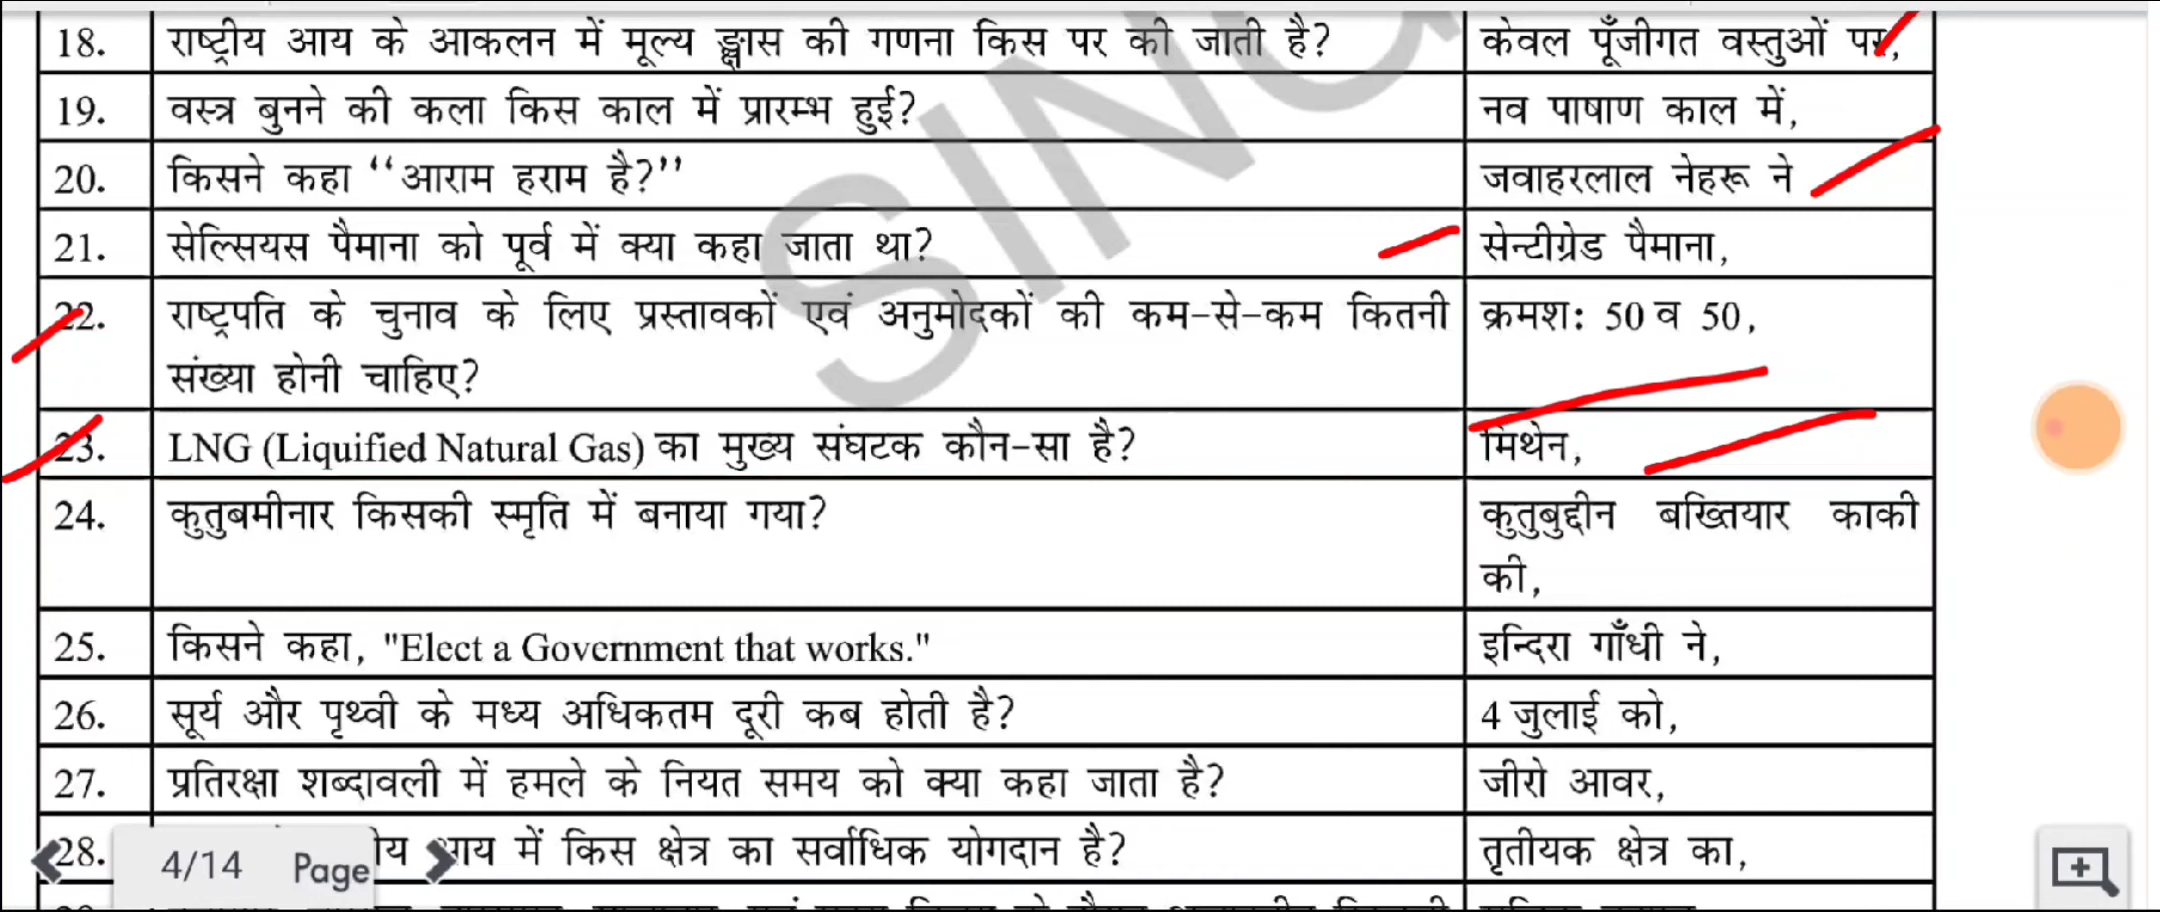 18. राष्ट्रीय आय के आकलन में मूल्य ह्रास की गणना किस पर की जाती है? केवल पूँजीगत वस्तुओं पर,
19. वस्त्र बुनने की कला किस काल में प्रारम्भ हुई? नव पाषाण काल में,
20. किसने कहा ‘‘आराम हराम है?’’ जवाहरलाल नेहरू ने
21. सेल्सियस पैमाना को पूर्व में क्या कहा जाता था? सेन्टीग्रेड पैमाना,
22. राष्ट्रपति के चुनाव के लिए प्रस्तावकों एवं अनुमोदकों की कम-से-कम कितनी क्रमशः 50 व 50,
संख्या होनी चाहिए?
23. LNG (Liquified Natural Gas) का मुख्य संघटक कौन-सा है? मिथेन,
24. कुतुबमीनार किसकी स्मृति में बनाया गया? कुतुबुद्दीन बख्तियार काकी
की,
25. किसने कहा, "Elect a Government that works." इन्दिरा गाँधी ने,
26. सूर्य और पृथ्वी के मध्य अधिकतम दूरी कब होती है? 4 जुलाई को,
27. प्रतिरक्षा शब्दावली में हमले के नियत समय को क्या कहा जाता है? जीरो आवर,
28. में किस क्षेत्र का सर्वाधिक योगदान है? तृतीयक क्षेत्र का,
4/14 Page
SING